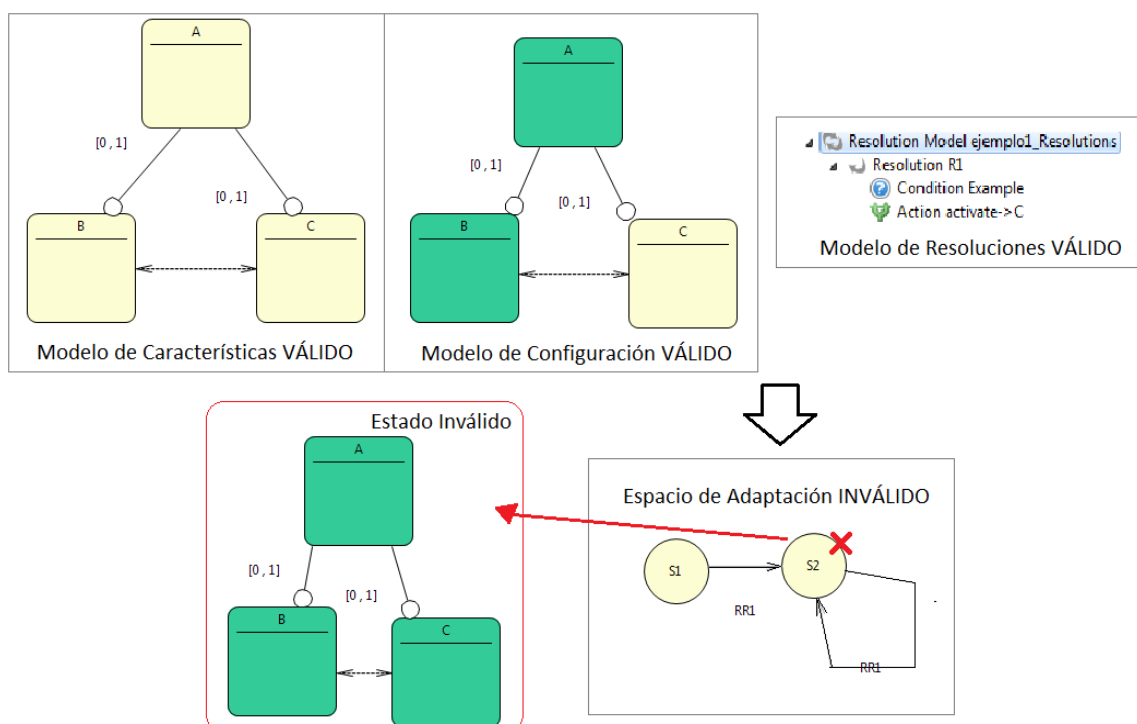 A
[0 , 1]
[0 , 1]
B
C
Modelo de Características VÁLIDO
A
[0 , 1]
[0 , 1]
B
C
Modelo de Configuración VÁLIDO
Resolution Model ejemplo1_Resolutions
Resolution R1
Condition Example
Action activate->C
Modelo de Resoluciones VÁLIDO
Estado Inválido
A
[0 , 1]
[0 , 1]
B
C
Espacio de Adaptación INVÁLIDO
S1
S2
RR1
RR1